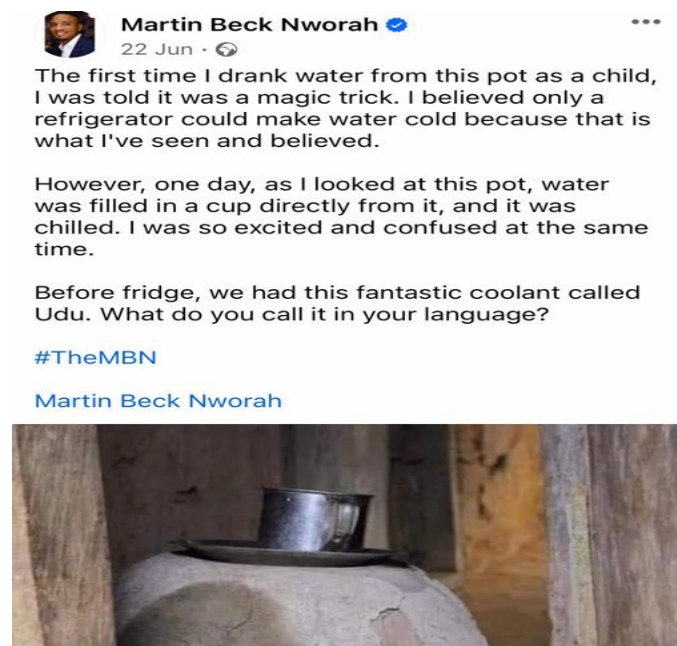 Martin Beck Nworah
22 Jun ·
The first time I drank water from this pot as a child,
I was told it was a magic trick. I believed only a
refrigerator could make water cold because that is
what I've seen and believed.
However, one day, as I looked at this pot, water
was filled in a cup directly from it, and it was
chilled. I was so excited and confused at the same
time.
Before fridge, we had this fantastic coolant called
Udu. What do you call it in your language?
#TheMBN
Martin Beck Nworah